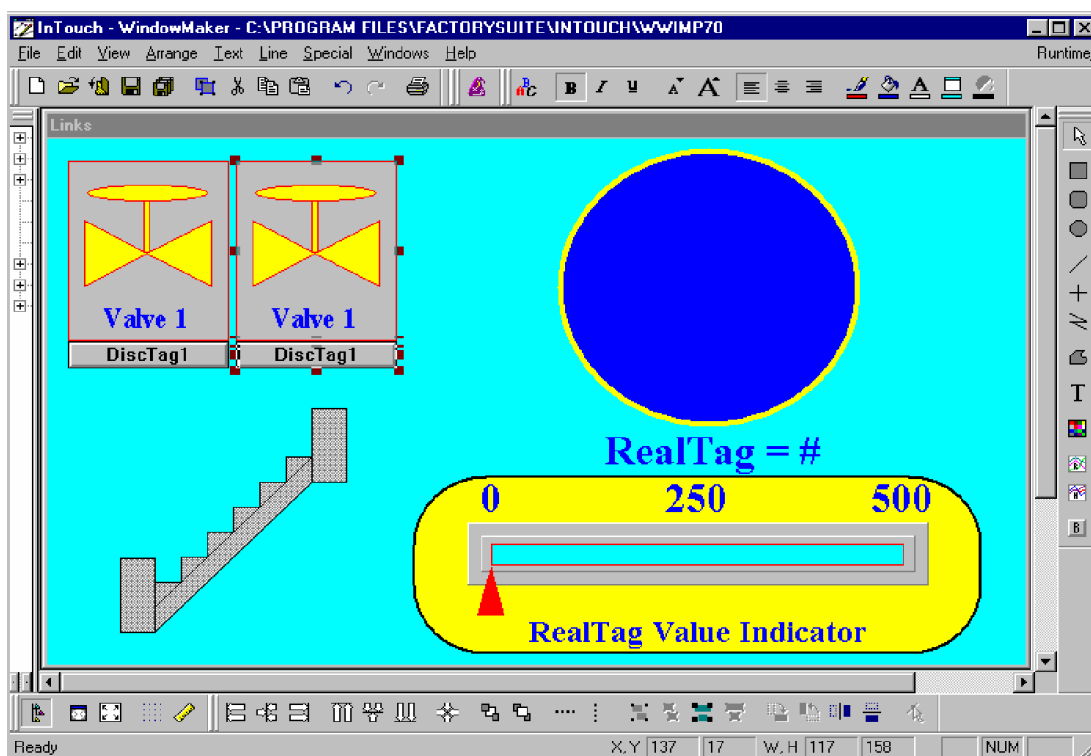 InTouch - WindowMaker - C:\PROGRAM FILES\FACTORYSUITE\INTOUCH\WWIMP70
File Edit View Arrange Text Line Special Windows Help Runtime
Links
Valve 1 Valve 1
DiscTag1 DiscTag1
RealTag = #
0 250 500
RealTag Value Indicator
Ready X, Y 137 17 W, H 117 158 NUM